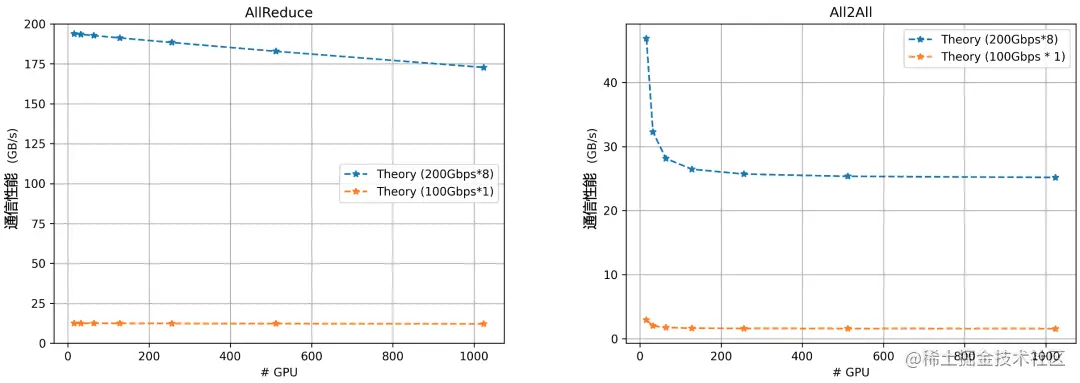 AllReduce
200
175
150
125
100
75
50
25
0
通信性能 (GB/s)
Theory (200Gbps*8)
Theory (100Gbps*1)
0 200 400 600 800 1000
# GPU
All2All
40
30
20
10
0
通信性能 (GB/s)
Theory (200Gbps*8)
Theory (100Gbps * 1)
0 200 400 600 800 1000
# GPU
@稀土掘金技术社区